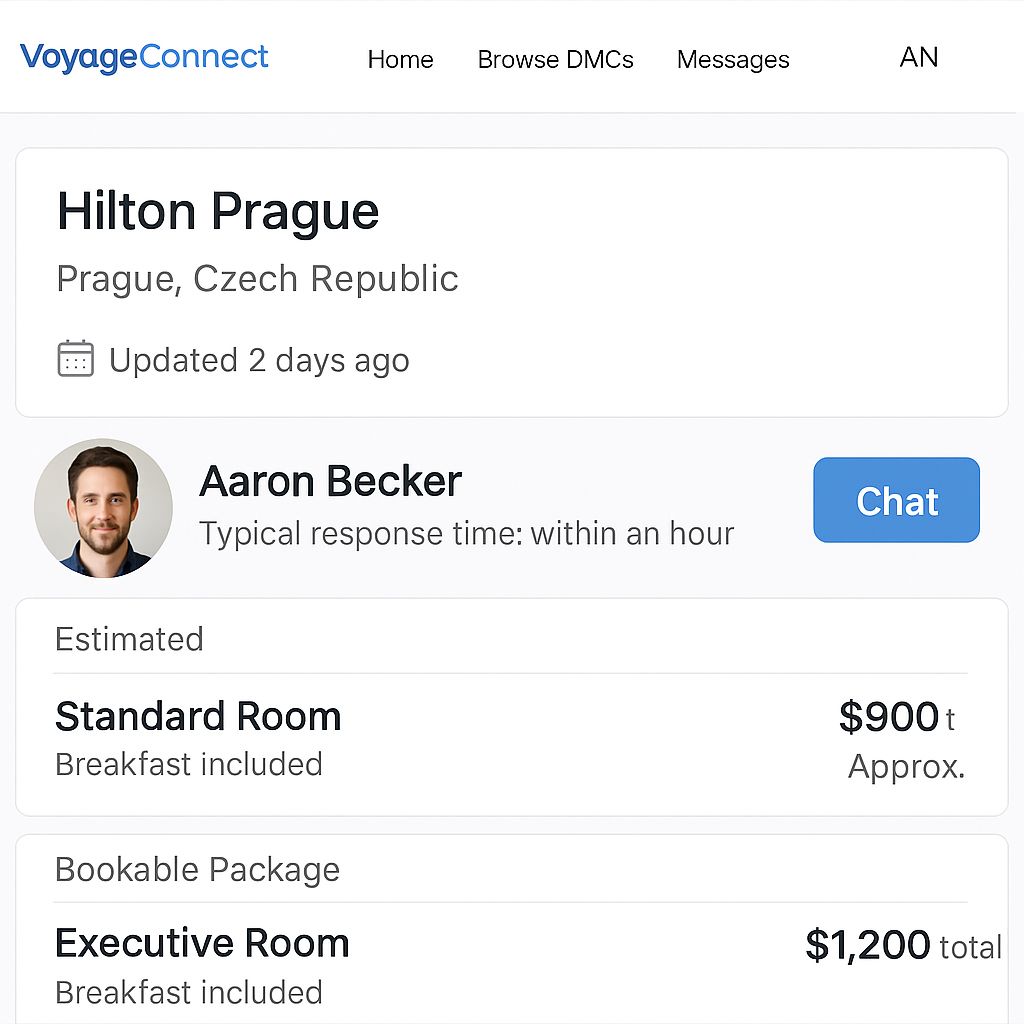 VoyageConnect Home Browse DMCs Messages AN
Hilton Prague
Prague, Czech Republic
Updated 2 days ago
Aaron Becker
Typical response time: within an hour
Chat
Estimated
Standard Room $900 t
Breakfast included Approx.
Bookable Package
Executive Room $1,200 total
Breakfast included